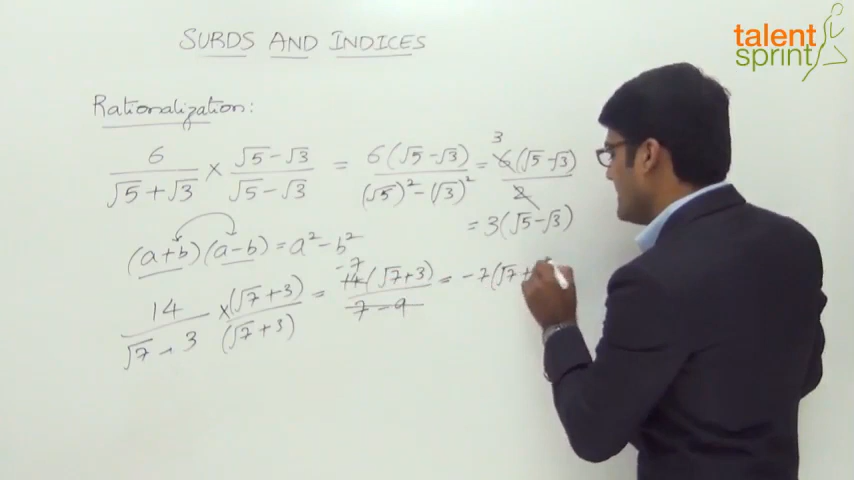 talent
sprint
SURDS AND INDICES
Rationalization:
6/(√5+√3) × (√5-√3)/(√5-√3) = 6(√5-√3)/((√5)²-(√3)²) = 3 6(√5-√3)/2
= 3(√5-√3)
(a+b)(a-b) = a²-b²
14/(√7-3) × (√7+3)/(√7+3) = -7 14(√7+3)/(7-9) = -7(√7+